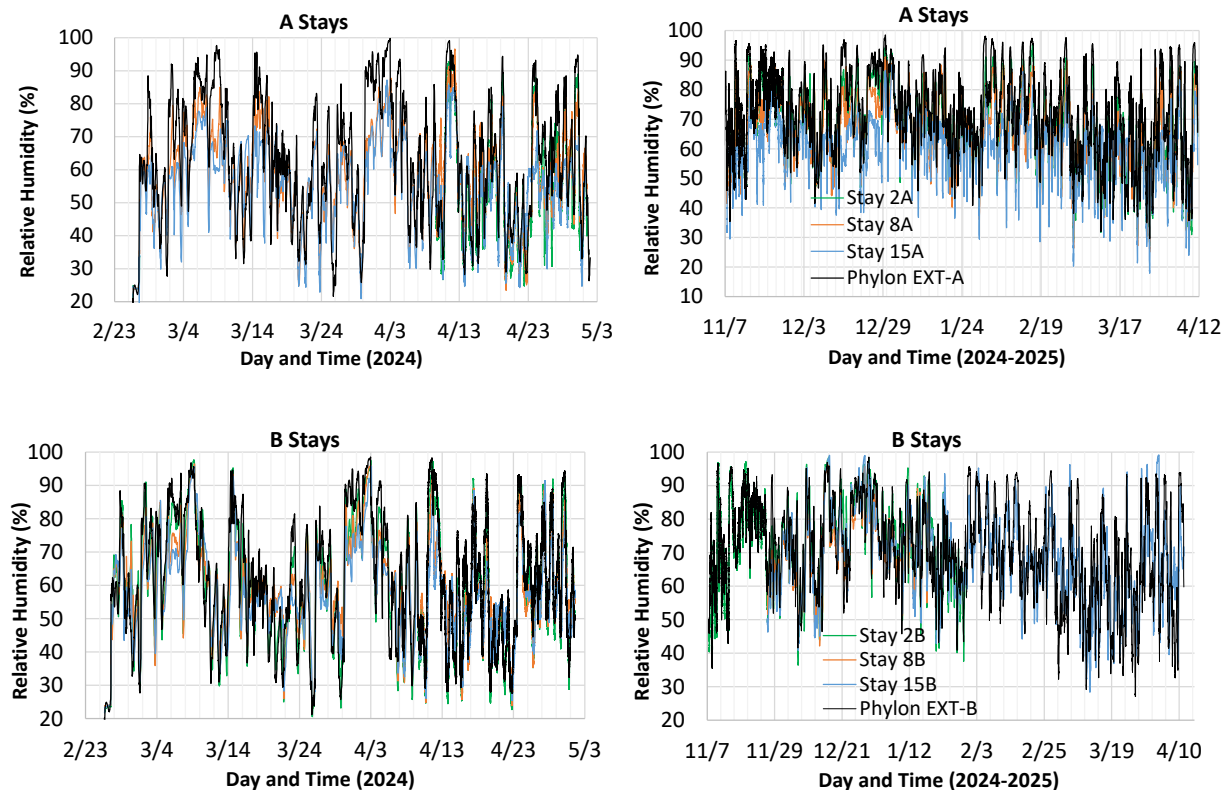 A Stays
100
90
80
70
60
50
40
30
20
Relative Humidity (%)
2/23 3/4 3/14 3/24 4/3 4/13 4/23 5/3
Day and Time (2024)
A Stays
100
90
80
70
60
50
40
30
20
10
Relative Humidity (%)
Stay 2A
Stay 8A
Stay 15A
Phylon EXT-A
11/7 12/3 12/29 1/24 2/19 3/17 4/12
Day and Time (2024-2025)
B Stays
100
90
80
70
60
50
40
30
20
Relative Humidity (%)
2/23 3/4 3/14 3/24 4/3 4/13 4/23 5/3
Day and Time (2024)
B Stays
100
90
80
70
60
50
40
30
20
Relative Humidity (%)
Stay 2B
Stay 8B
Stay 15B
Phylon EXT-B
11/7 11/29 12/21 1/12 2/3 2/25 3/19 4/10
Day and Time (2024-2025)